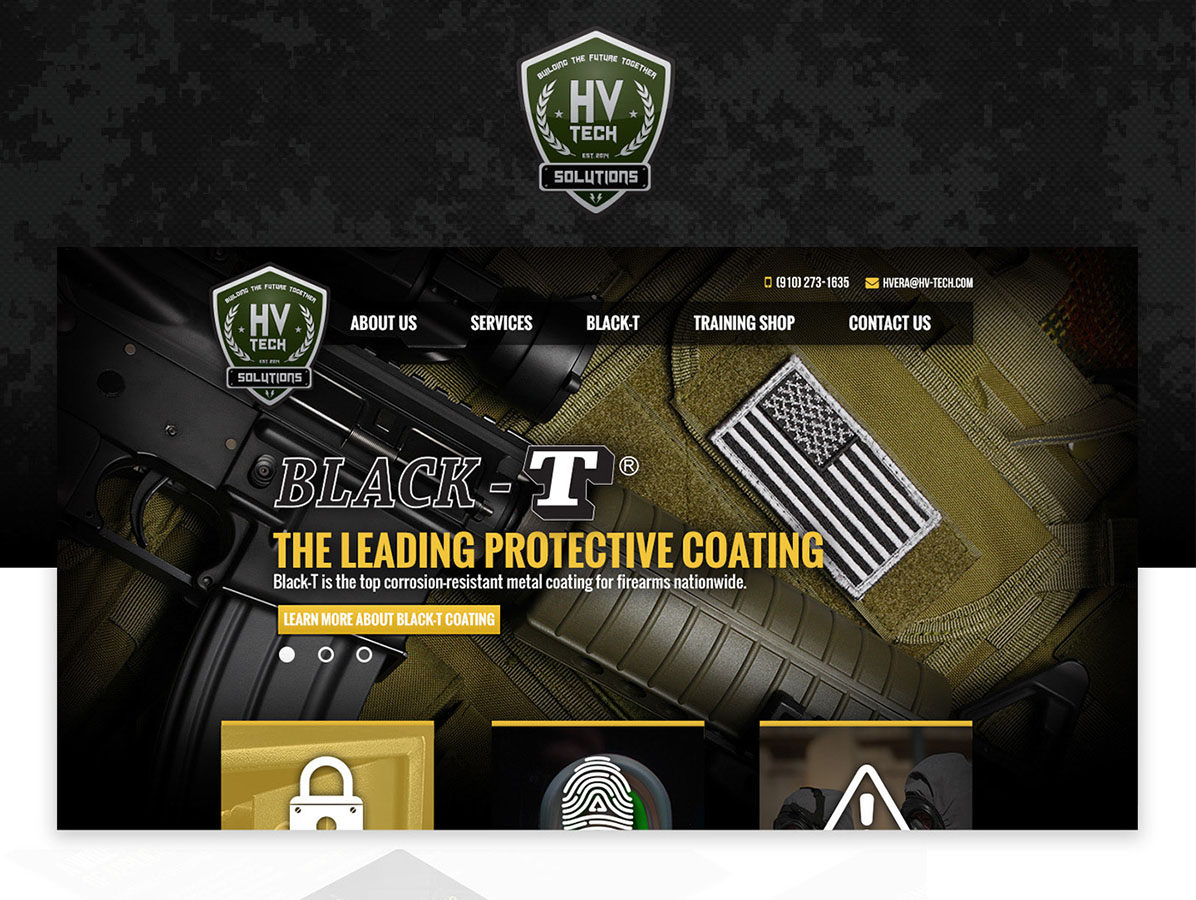 BUILDING THE FUTURE TOGETHER
HV
TECH
EST. 2014
SOLUTIONS
(910) 273-1635 HVERA@HV-TECH.COM
BUILDING THE FUTURE TOGETHER
HV
TECH
EST. 2014
SOLUTIONS
ABOUT US SERVICES BLACK-T TRAINING SHOP CONTACT US
BLACK-T®
THE LEADING PROTECTIVE COATING
Black-T is the top corrosion-resistant metal coating for firearms nationwide.
LEARN MORE ABOUT BLACK-T COATING